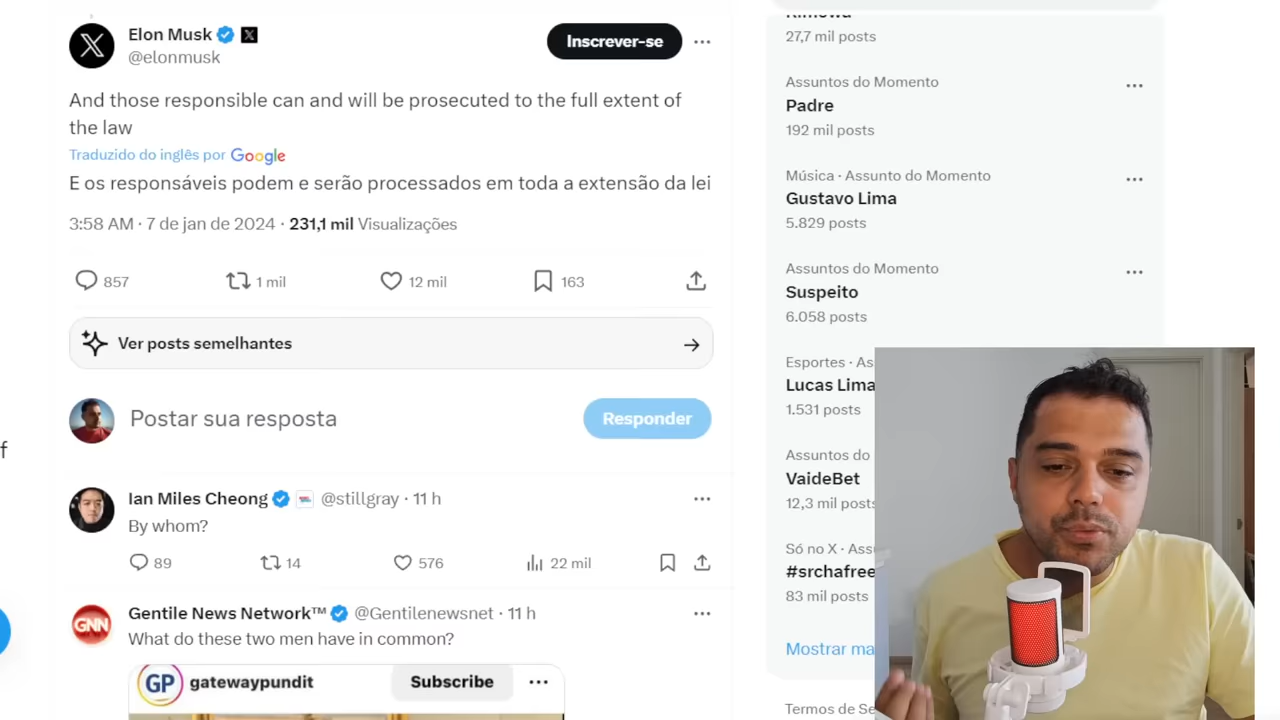 Elon Musk
@elonmusk
Inscrever-se
And those responsible can and will be prosecuted to the full extent of
the law
Traduzido do inglês por Google
E os responsáveis podem e serão processados em toda a extensão da lei
3:58 AM · 7 de jan de 2024 · 231,1 mil Visualizações
857
1 mil
12 mil
163
Ver posts semelhantes
Postar sua resposta
Responder
Ian Miles Cheong @stillgray · 11 h
By whom?
89
14
576
22 mil
GNN
Gentile News Network™ @Gentilenewsnet · 11 h
What do these two men have in common?
GP gatewaypundit
Subscribe
f
27,7 mil posts
Assuntos do Momento
Padre
192 mil posts
Música · Assunto do Momento
Gustavo Lima
5.829 posts
Assuntos do Momento
Suspeito
6.058 posts
Esportes · As
Lucas Lima
1.531 posts
Assuntos do
VaideBet
12,3 mil posts
Só no X · Ass
#srchafree
83 mil posts
Mostrar ma
Termos de Se